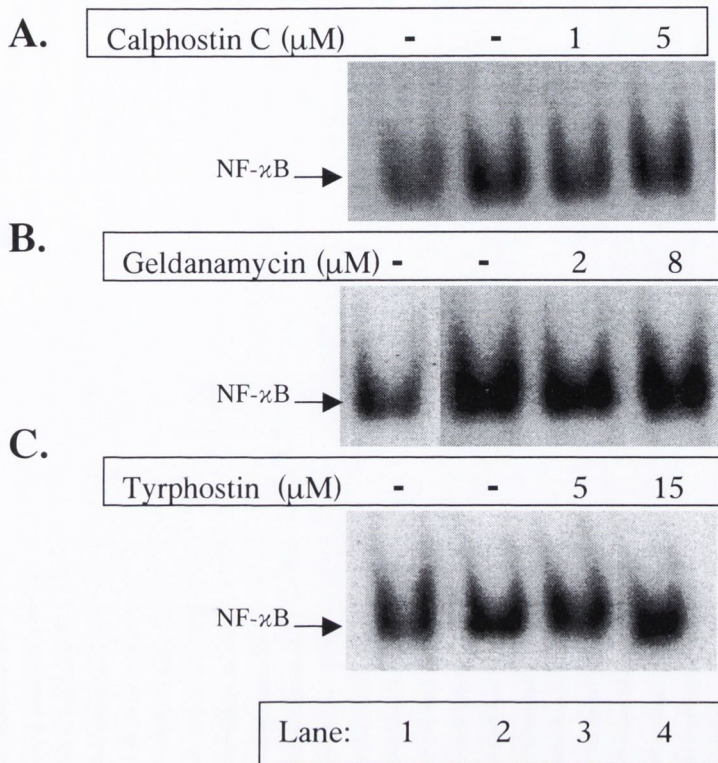 A.
Calphostin C (μM) - - 1 5
NF-ϰB
B.
Geldanamycin (μM) - - 2 8
NF-ϰB
C.
Tyrphostin (μM) - - 5 15
NF-ϰB
Lane: 1 2 3 4